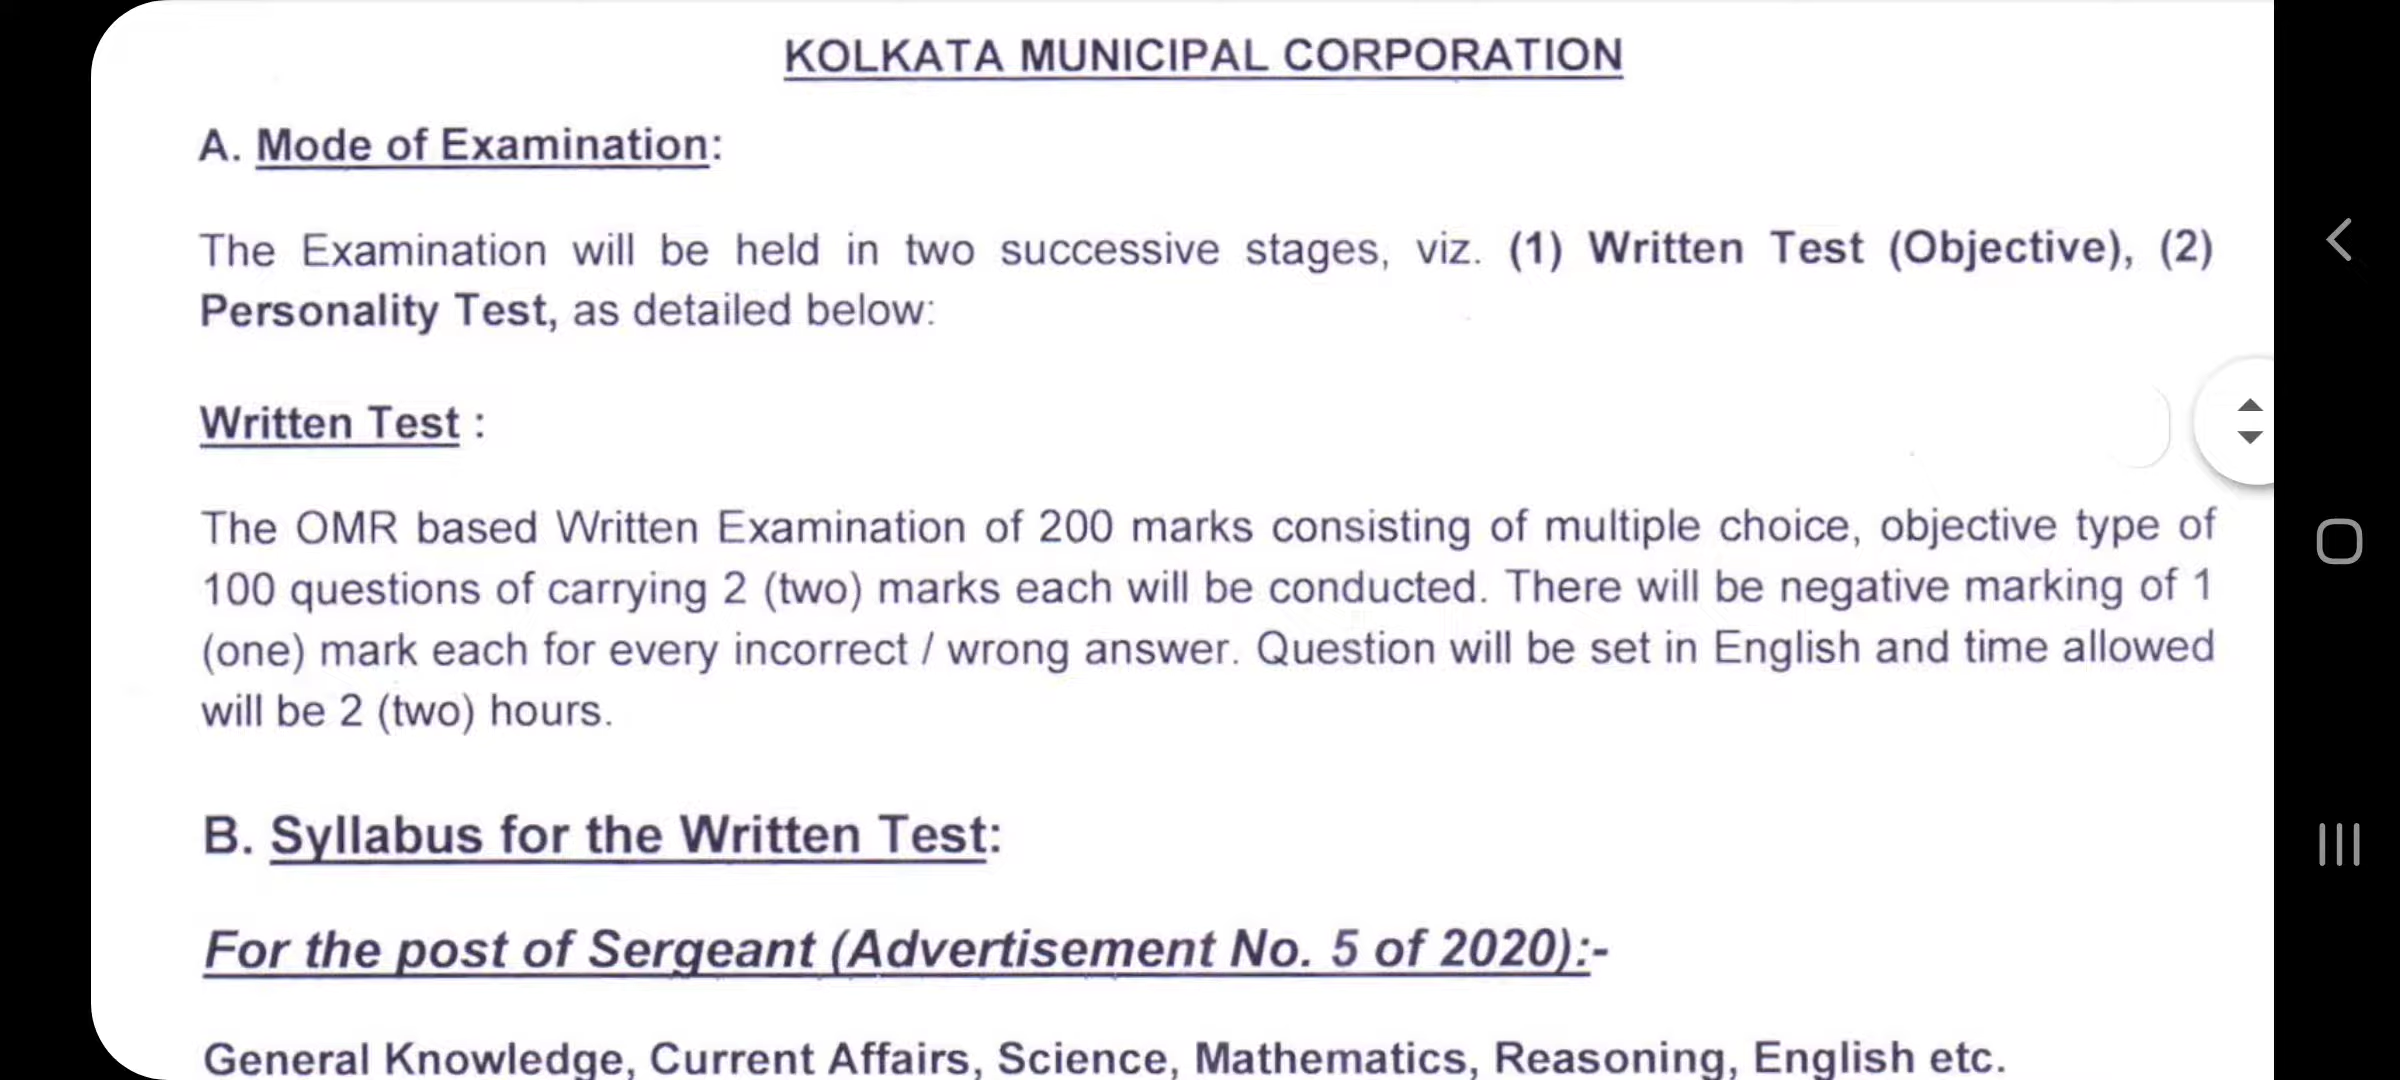 KOLKATA MUNICIPAL CORPORATION
A. Mode of Examination:
The Examination will be held in two successive stages, viz. (1) Written Test (Objective), (2)
Personality Test, as detailed below:
Written Test :
The OMR based Written Examination of 200 marks consisting of multiple choice, objective type of
100 questions of carrying 2 (two) marks each will be conducted. There will be negative marking of 1
(one) mark each for every incorrect / wrong answer. Question will be set in English and time allowed
will be 2 (two) hours.
B. Syllabus for the Written Test:
For the post of Sergeant (Advertisement No. 5 of 2020):-
General Knowledge, Current Affairs, Science, Mathematics, Reasoning, English etc.